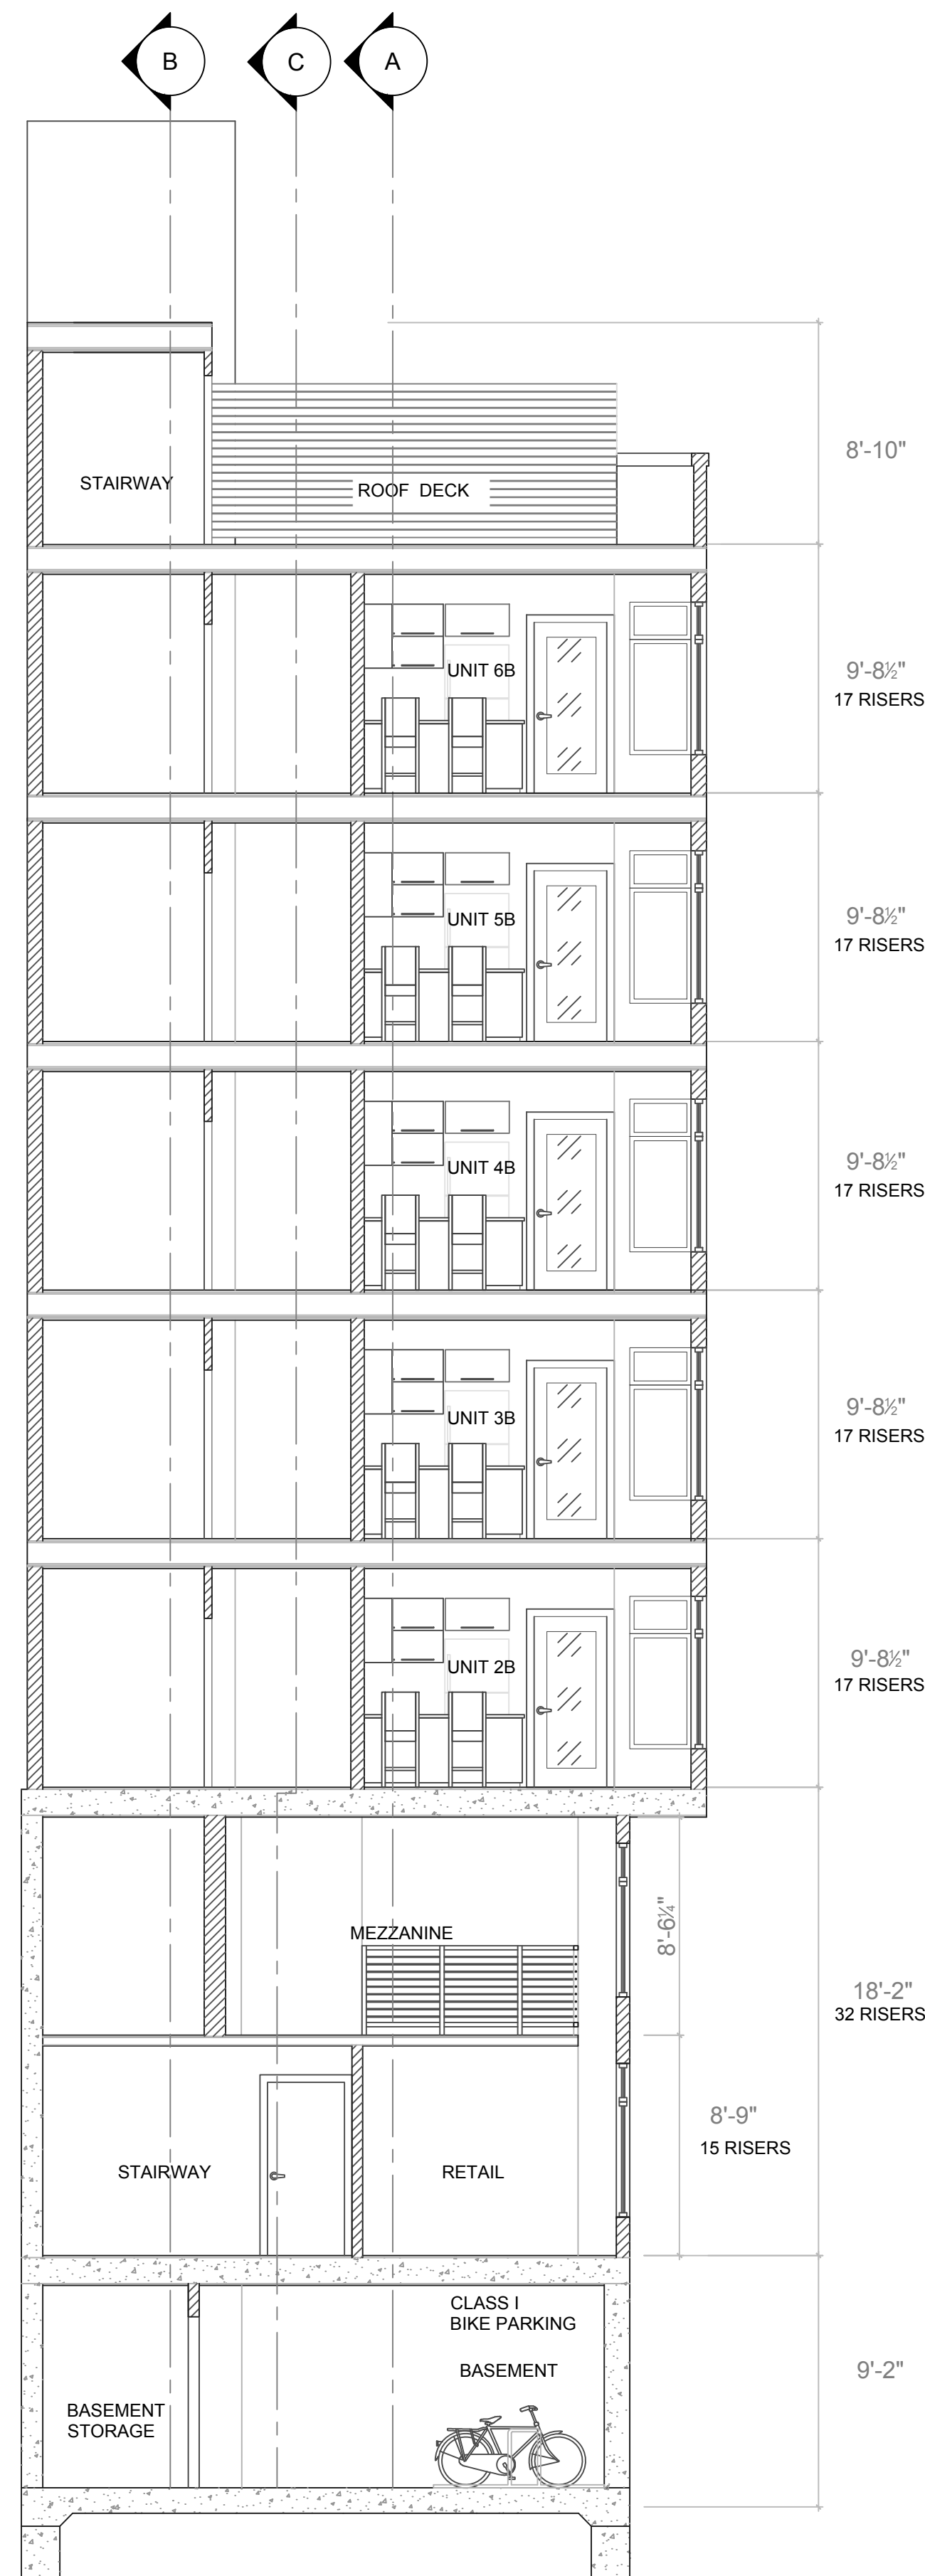 B
C
A
8'-10"
STAIRWAY
ROOF DECK
UNIT 6B
9'-8½"
17 RISERS
UNIT 5B
9'-8½"
17 RISERS
UNIT 4B
9'-8½"
17 RISERS
UNIT 3B
9'-8½"
17 RISERS
UNIT 2B
9'-8½"
17 RISERS
8'-6¼"
MEZZANINE
18'-2"
32 RISERS
8'-9"
15 RISERS
STAIRWAY
RETAIL
CLASS I
BIKE PARKING
BASEMENT
9'-2"
BASEMENT
STORAGE